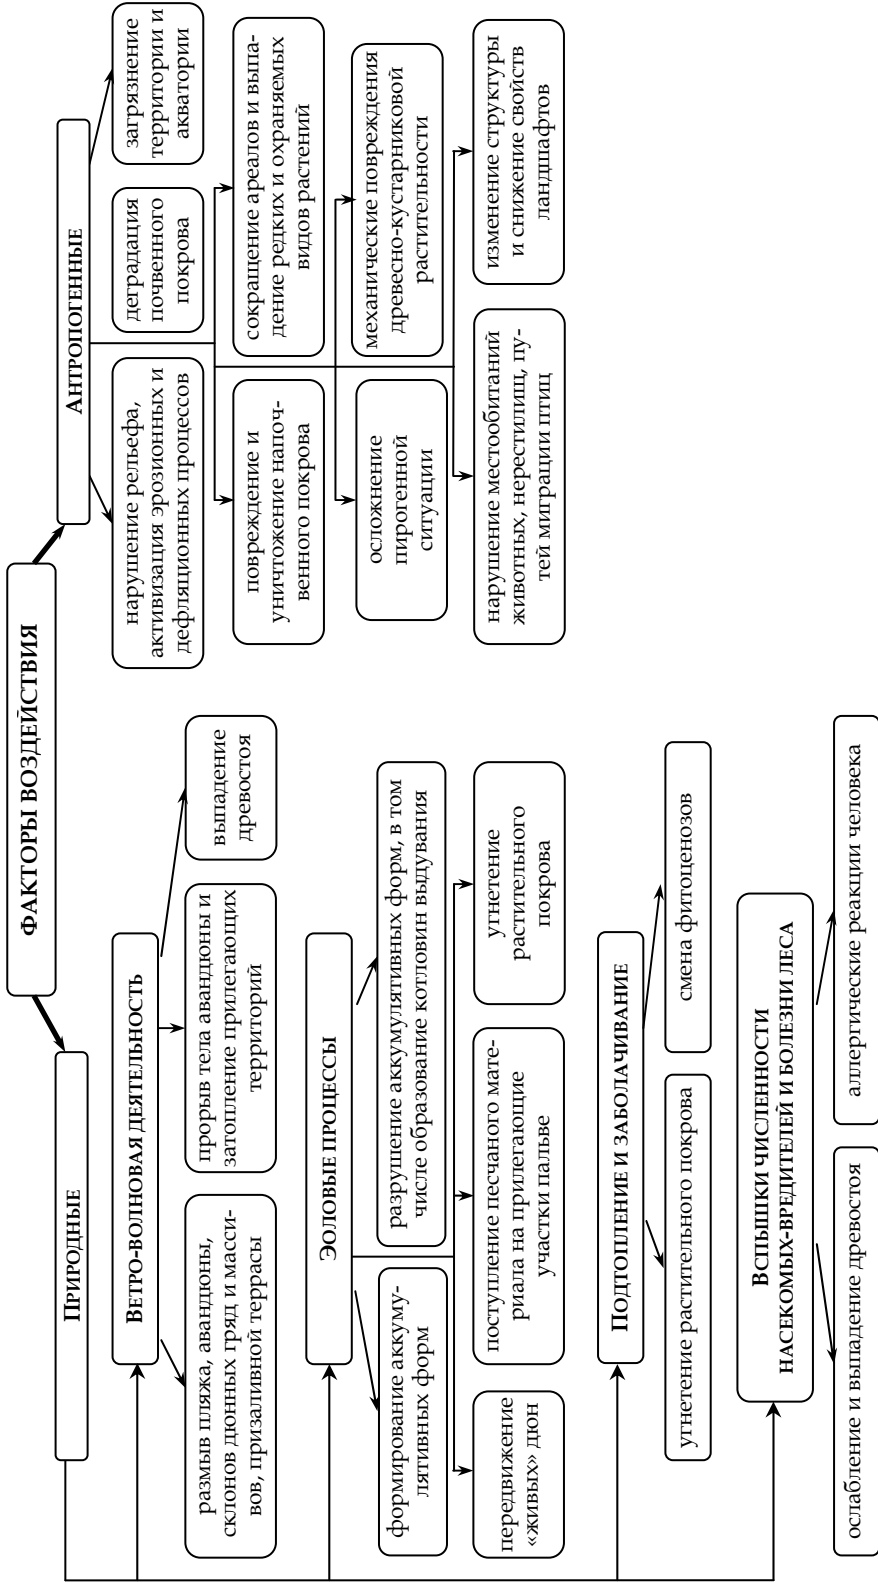 ФАКТОРЫ ВОЗДЕЙСТВИЯ
ПРИРОДНЫЕ
ВЕТРО-ВОЛНОВАЯ ДЕЯТЕЛЬНОСТЬ
размыв пляжа, авандюны,
склонов дюнных гряд и масси-
вов, призаливной террасы
прорыв тела авандюны и
затопление прилегающих
территорий
выпадение
древостоя
ЭОЛОВЫЕ ПРОЦЕССЫ
формирование аккуму-
лятивных форм
разрушение аккумулятивных форм, в том
числе образование котловин выдувания
передвижение
«живых» дюн
поступление песчаного мате-
риала на прилегающие
участки пальве
угнетение
растительного
покрова
ПОДТОПЛЕНИЕ И ЗАБОЛАЧИВАНИЕ
угнетение растительного покрова
смена фитоценозов
ВСПЫШКИ ЧИСЛЕННОСТИ
НАСЕКОМЫХ-ВРЕДИТЕЛЕЙ И БОЛЕЗНИ ЛЕСА
ослабление и выпадение древостоя
аллергические реакции человека
АНТРОПОГЕННЫЕ
нарушение рельефа,
активизация эрозионных и
дефляционных процессов
деградация
почвенного
покрова
загрязнение
территории и
акватории
повреждение и
уничтожение напоч-
венного покрова
сокращение ареалов и выпа-
дение редких и охраняемых
видов растений
осложнение
пирогенной
ситуации
механические повреждения
древесно-кустарниковой
растительности
нарушение местообитаний
животных, нерестилищ, пу-
тей миграции птиц
изменение структуры
и снижение свойств
ландшафтов